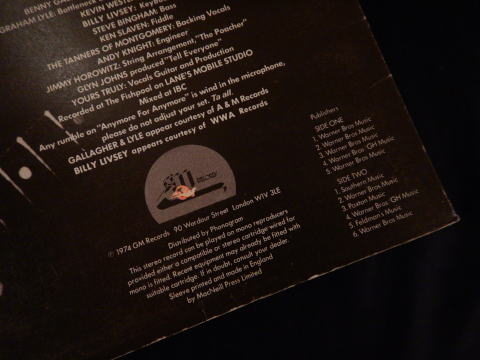 BENNY
GRAHAM LYLE: Bottleneck
KEVIN
BILLY LIVSEY:
STEVE BINGHAM: Bass
KEN SLAVEN: Fiddle
THE TANNERS OF MONTGOMERY: Backing Vocals
ANDY KNIGHT: Engineer
JIMMY HOROWITZ: String Arrangement, "The Poacher"
GLYN JOHNS produced "Tell Everyone"
YOURS TRULY: Vocals Guitar and Production
Recorded at The Fishpool on LANE'S MOBILE STUDIO
Mixed at IBC
Any rumble on "Anymore For Anymore" is wind in the microphone,
please do not adjust your set. To all.
GALLAGHER & LYLE appear courtesy of A & M Records
BILLY LIVSEY appears courtesy of WWA Records
GM
℗ 1974 GM Records 90 Wardour Street London W1V 3LE
Distributed by Phonogram
This stereo record can be played on mono reproducers
provided either a compatible or stereo cartridge wired for
mono is fitted. Recent equipment may already be fitted with
suitable cartridge. If in doubt, consult your dealer.
Sleeve printed and made in England
by MacNeill Press Limited
Publishers
SIDE ONE
1. Warner Bros Music
2. Warner Bros Music
3. Warner Bros Music
4. Warner Bros. GH Music
5. Warner Bros Music
SIDE TWO
1. Southern Music
2. Warner Bros Music
3. Paxton Music
4. Warner Bros. GH Music
5. Feldman's Music
6. Warner Bros Music